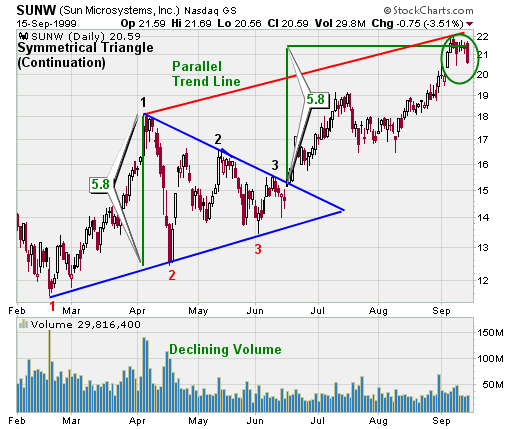 SUNW (Sun Microsystems, Inc.) Nasdaq GS © StockCharts.com
15-Sep-1999 Op 21.59 Hi 21.69 Lo 20.56 Cl 20.59 Vol 29.8M Chg -0.75 (-3.51%)
SUNW (Daily) 20.59
Symmetrical Triangle
(Continuation)
Parallel
Trend Line
22
21
20
19
18
17
16
15
14
13
12
1
2
3
5.8
5.8
1
2
3
Feb Mar Apr May Jun Jul Aug Sep
Volume 29,816,400
Declining Volume
150M
100M
50M
Feb Mar Apr May Jun Jul Aug Sep